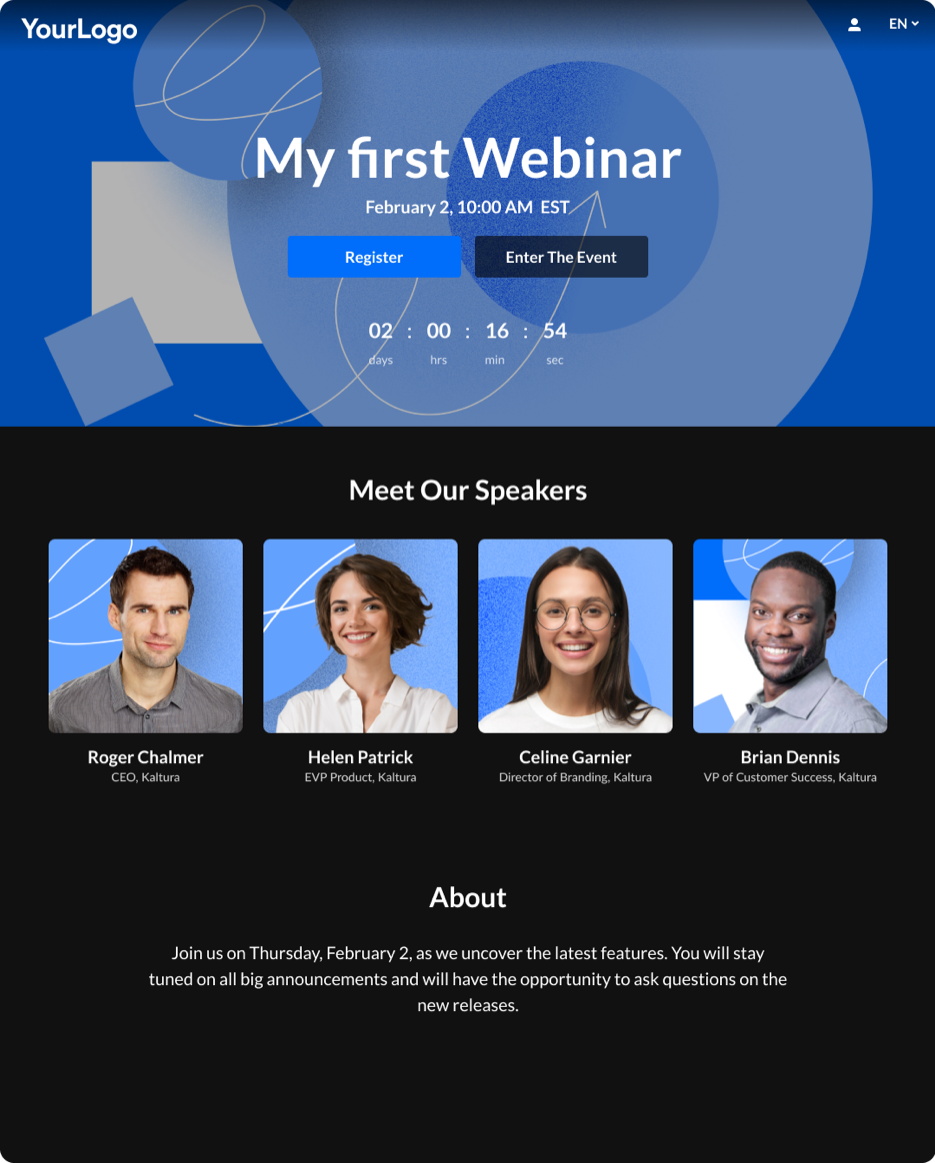 YourLogo
EN
My first Webinar
February 2, 10:00 AM EST
Register
Enter The Event
02 : 00 : 16 : 54
days hrs min sec
Meet Our Speakers
Roger Chalmer
CEO, Kaltura
Helen Patrick
EVP Product, Kaltura
Celine Garnier
Director of Branding, Kaltura
Brian Dennis
VP of Customer Success, Kaltura
About
Join us on Thursday, February 2, as we uncover the latest features. You will stay
tuned on all big announcements and will have the opportunity to ask questions on the
new releases.